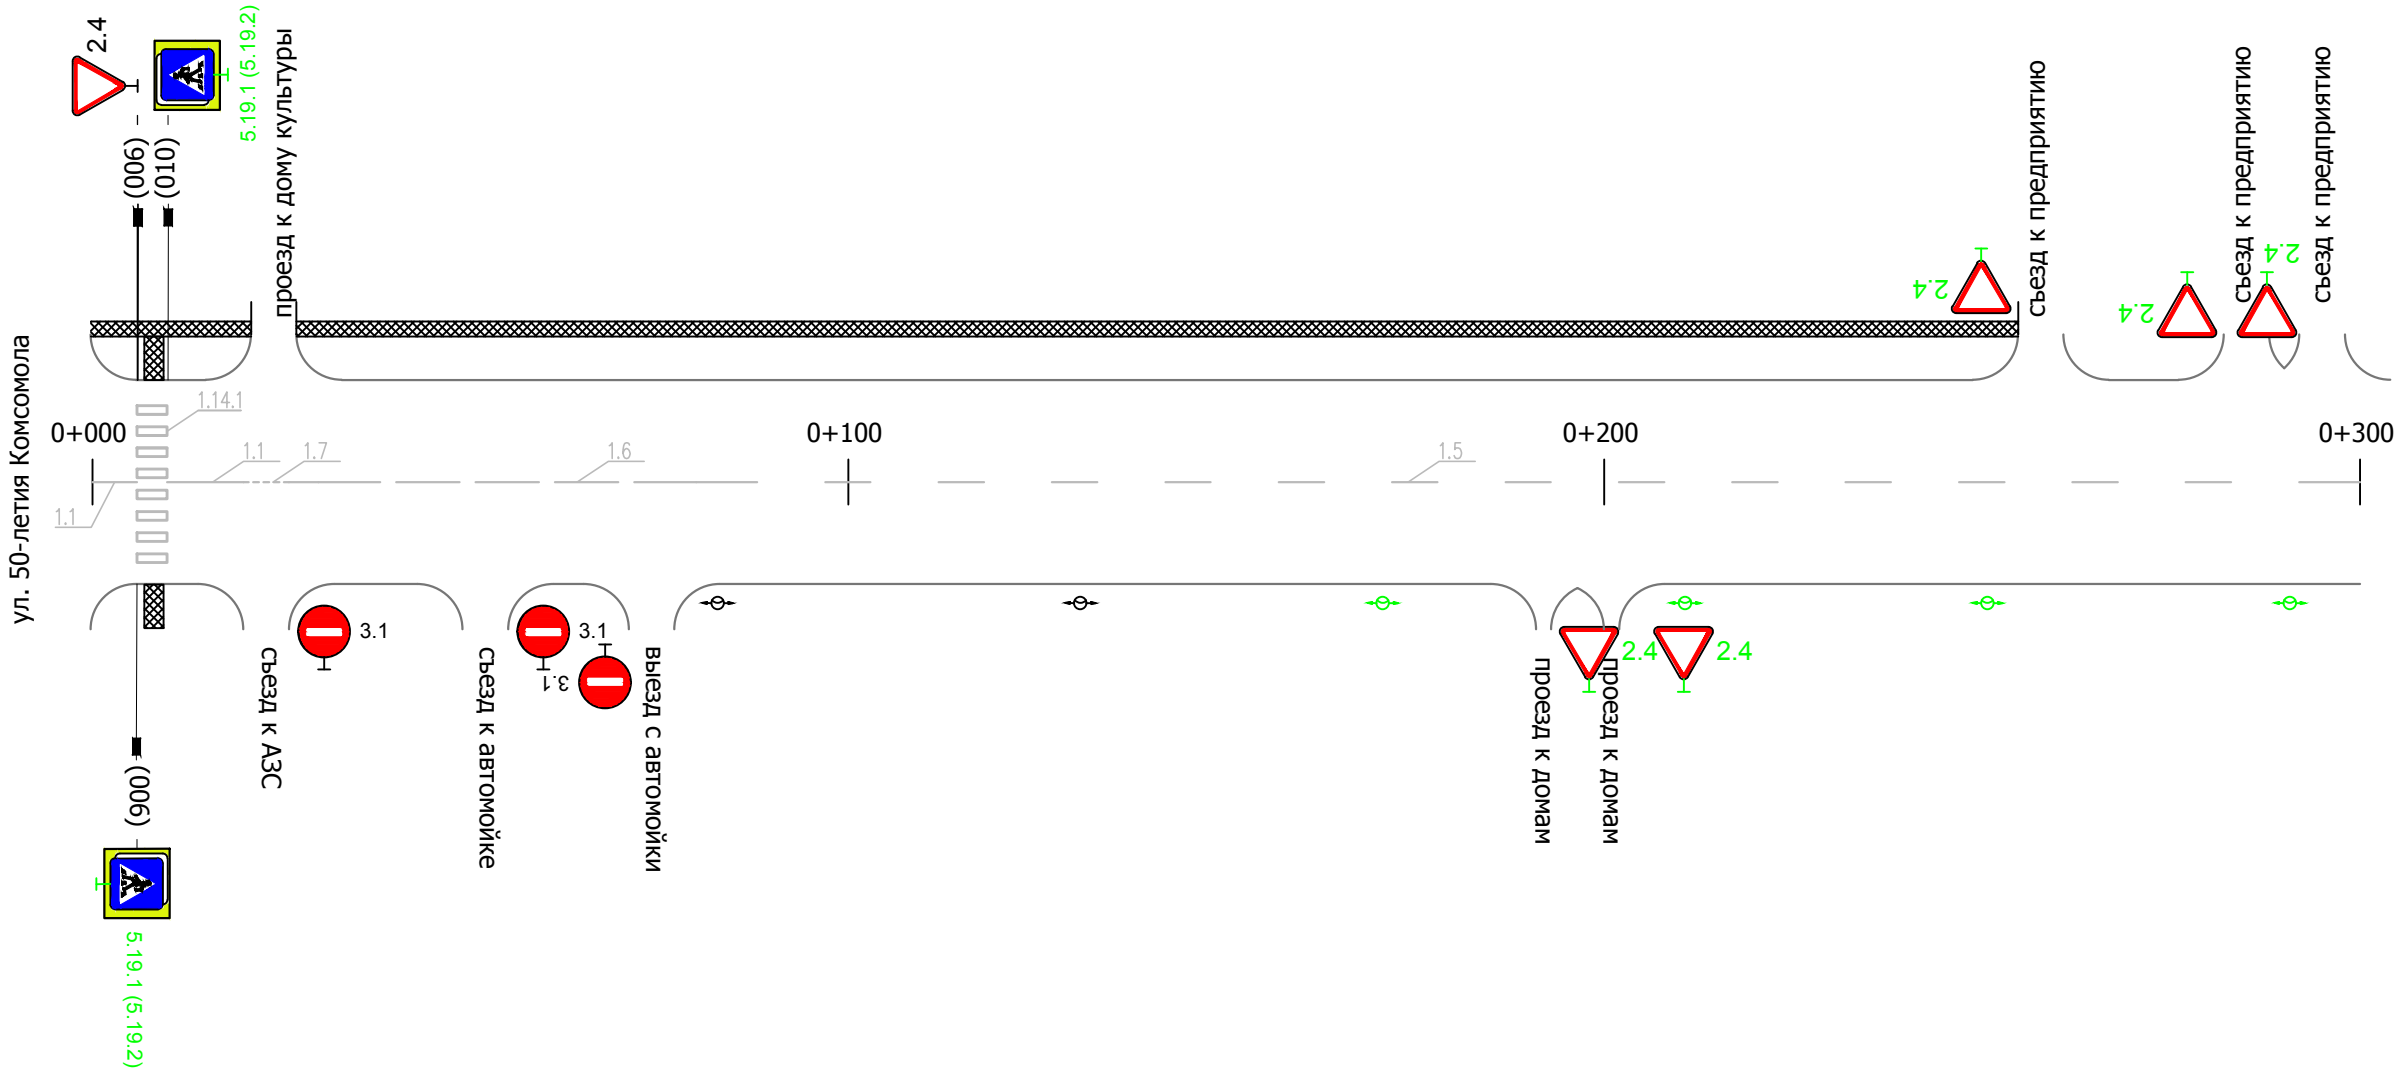 ул. 50-летия Комсомола
2.4
5.19.1 (5.19.2)
(006)
(010)
проезд к дому культуры
съезд к предприятию
съезд к предприятию
съезд к предприятию
2.4
2.4
2.4
1.14.1
0+000
0+100
0+200
0+300
1.1
1.7
1.6
1.5
1.1
3.1
3.1
3.1
2.4
2.4
съезд к АЗС
съезд к автомойке
выезд с автомойки
проезд к домам
проезд к домам
(006)
5.19.1 (5.19.2)